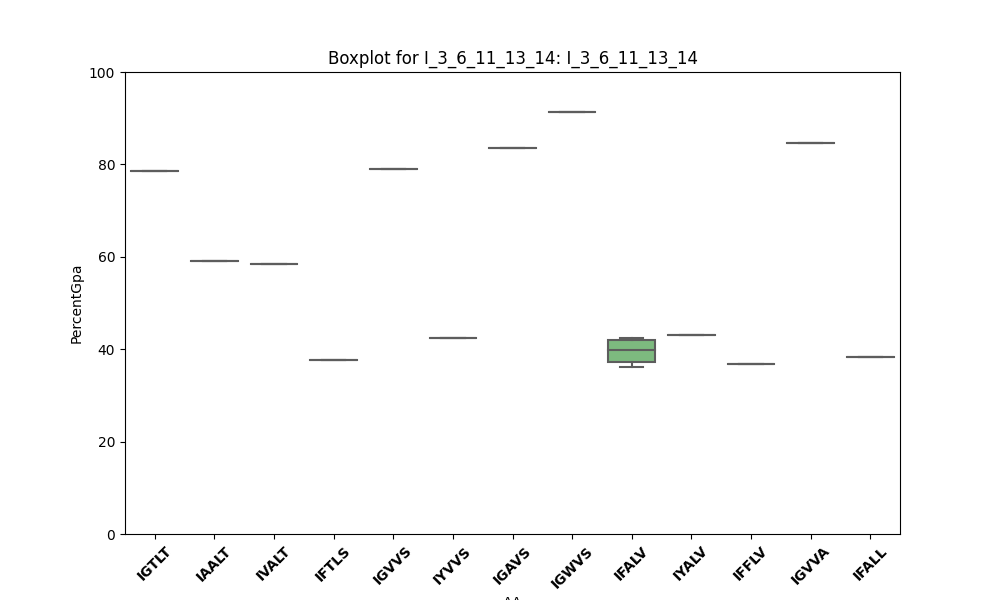 Boxplot for I_3_6_11_13_14: I_3_6_11_13_14
100
80
60
40
20
0
PercentGpa
IGTLT IAALT IVALT IFTLS IGVVS IYVVS IGAVS IGWVS IFALV IYALV IFFLV IGVVA IFALL